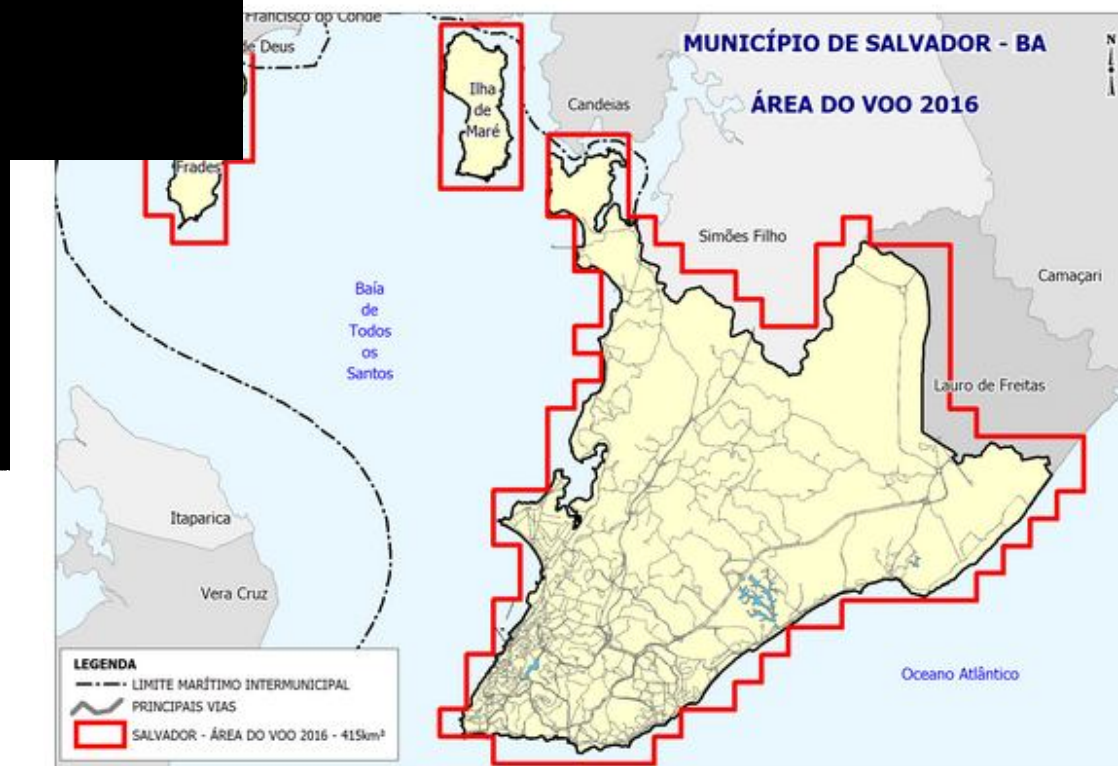 Francisco do Conde
de Deus
MUNICÍPIO DE SALVADOR - BA
N
ÁREA DO VOO 2016
Ilha
de
Maré
Candeias
Frades
Simões Filho
Camaçari
Baía
de
Todos
os
Santos
Lauro de Freitas
Itaparica
Vera Cruz
Oceano Atlântico
LEGENDA
LIMITE MARÍTIMO INTERMUNICIPAL
PRINCIPAIS VIAS
SALVADOR - ÁREA DO VOO 2016 - 415km²